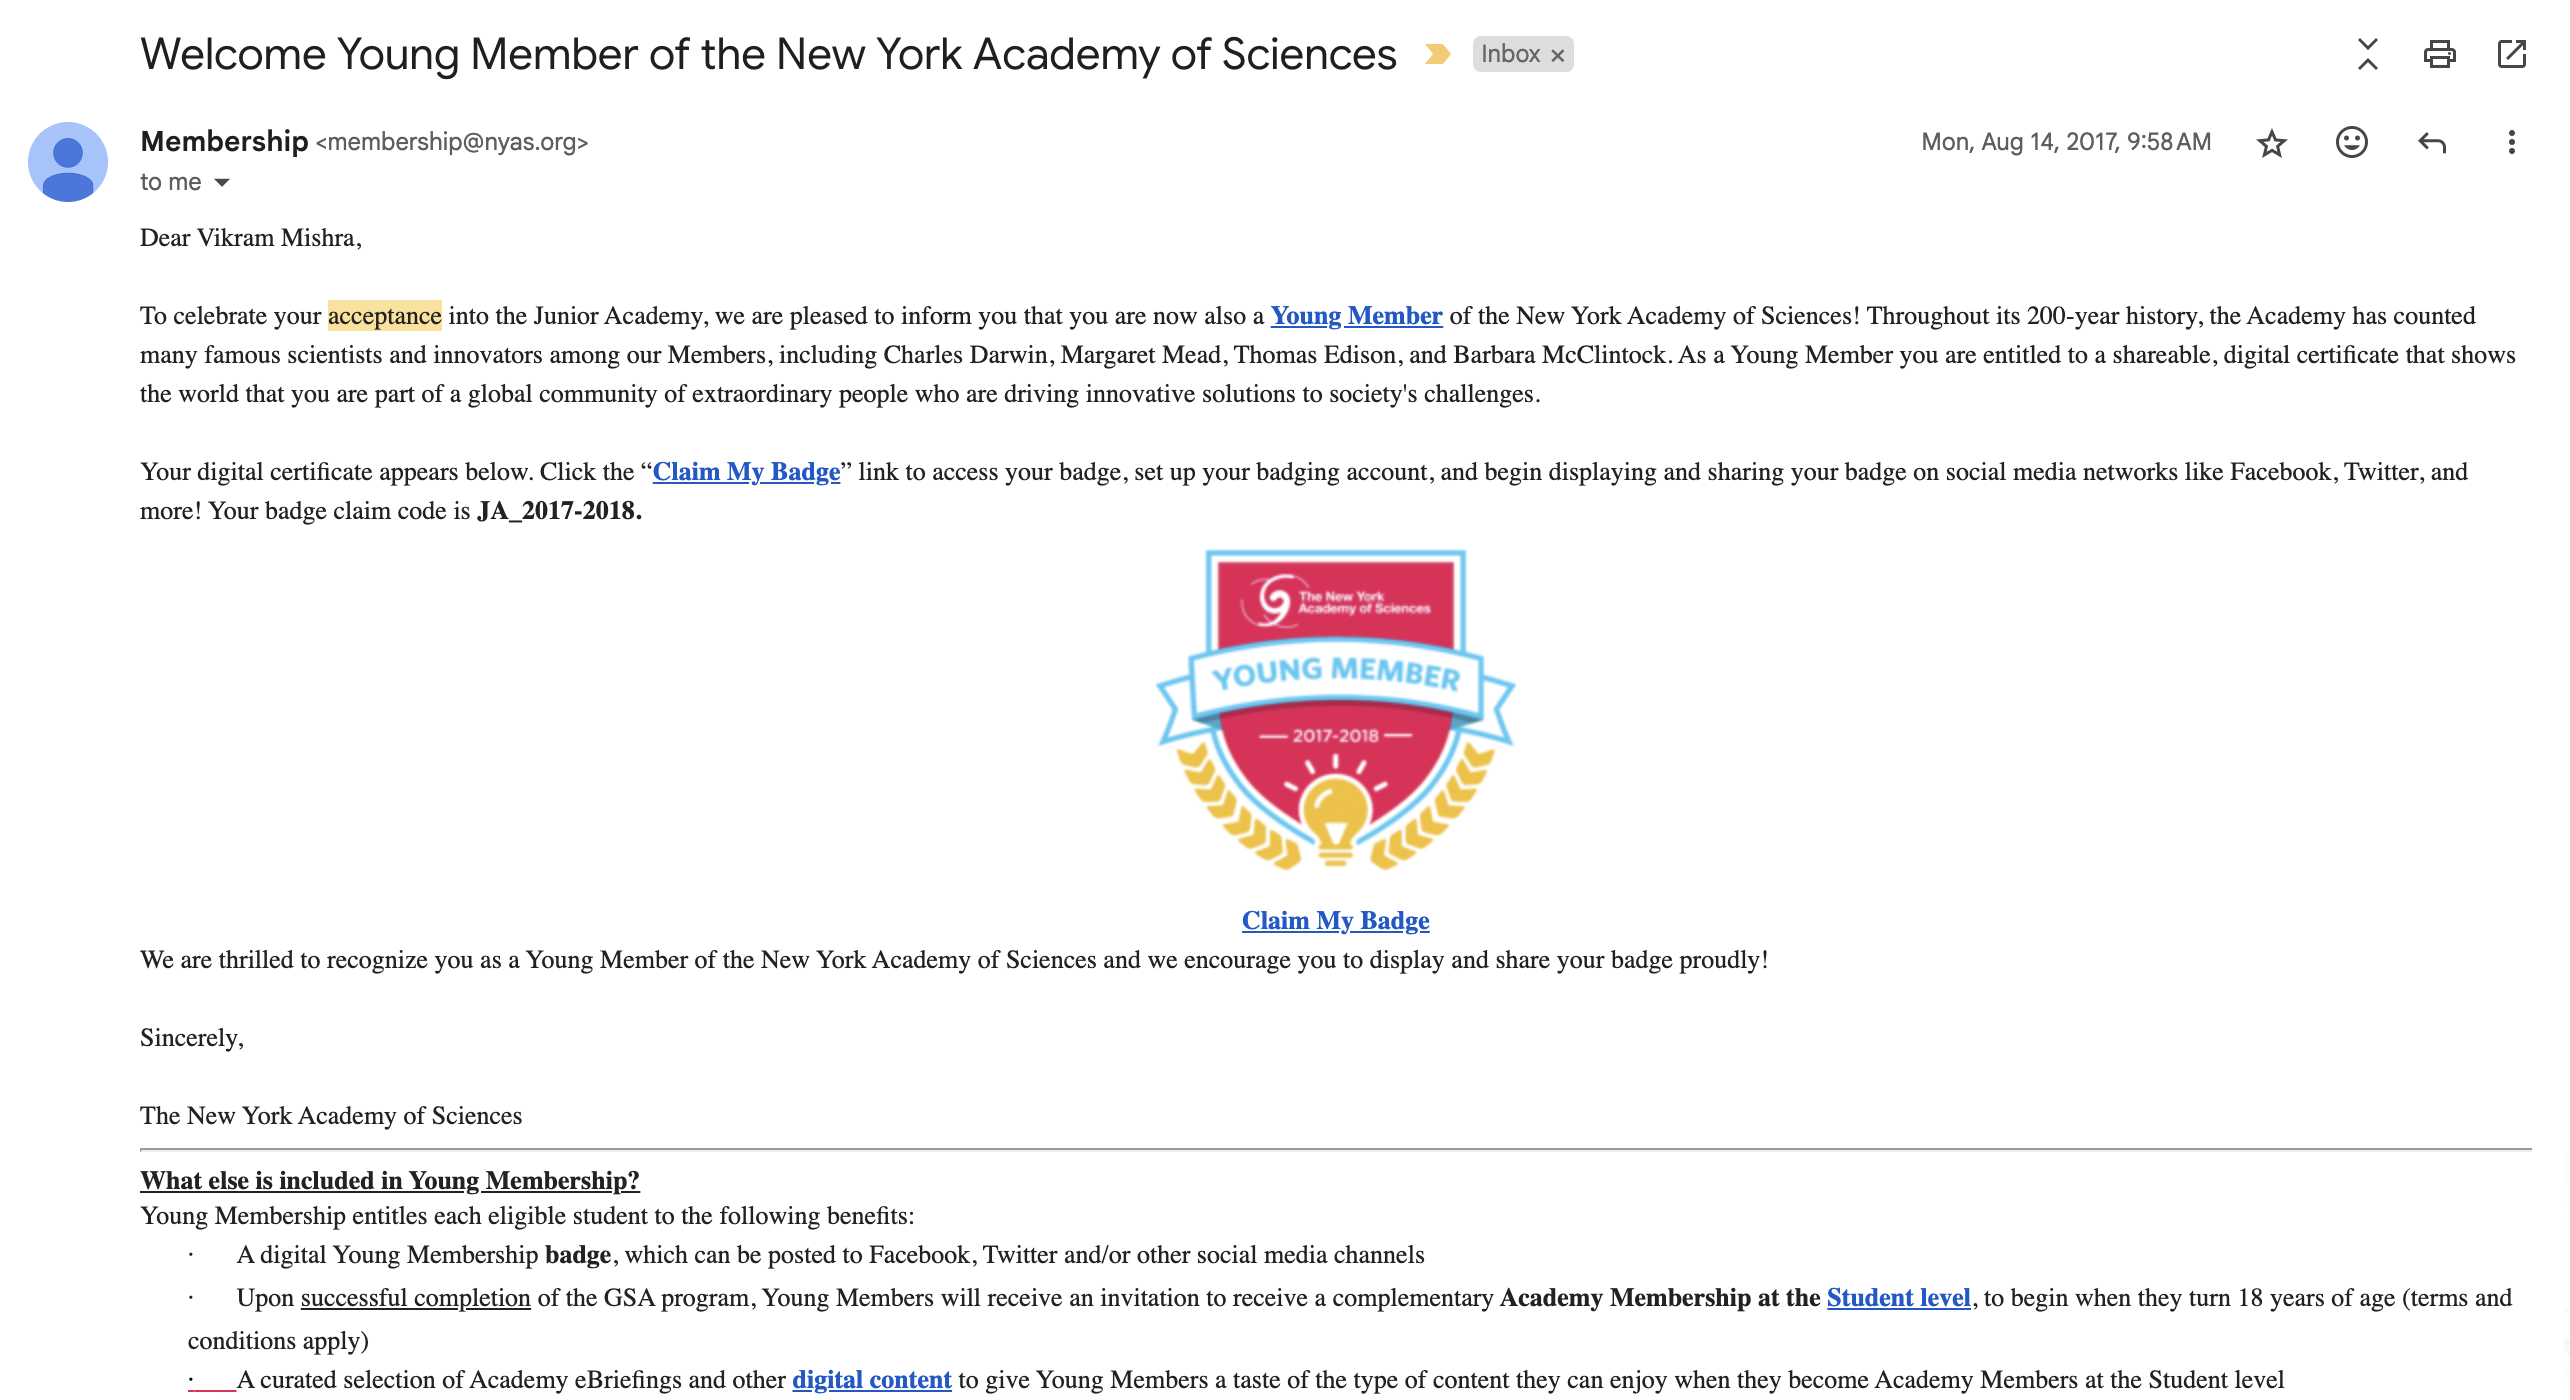 Welcome Young Member of the New York Academy of Sciences Inbox ×
Membership <membership@nyas.org> Mon, Aug 14, 2017, 9:58 AM
to me
Dear Vikram Mishra,
To celebrate your acceptance into the Junior Academy, we are pleased to inform you that you are now also a Young Member of the New York Academy of Sciences! Throughout its 200-year history, the Academy has counted
many famous scientists and innovators among our Members, including Charles Darwin, Margaret Mead, Thomas Edison, and Barbara McClintock. As a Young Member you are entitled to a shareable, digital certificate that shows
the world that you are part of a global community of extraordinary people who are driving innovative solutions to society's challenges.
Your digital certificate appears below. Click the “Claim My Badge” link to access your badge, set up your badging account, and begin displaying and sharing your badge on social media networks like Facebook, Twitter, and
more! Your badge claim code is JA_2017-2018.
The New York
Academy of Sciences
YOUNG MEMBER
2017-2018
Claim My Badge
We are thrilled to recognize you as a Young Member of the New York Academy of Sciences and we encourage you to display and share your badge proudly!
Sincerely,
The New York Academy of Sciences
What else is included in Young Membership?
Young Membership entitles each eligible student to the following benefits:
· A digital Young Membership badge, which can be posted to Facebook, Twitter and/or other social media channels
· Upon successful completion of the GSA program, Young Members will receive an invitation to receive a complementary Academy Membership at the Student level, to begin when they turn 18 years of age (terms and
conditions apply)
· A curated selection of Academy eBriefings and other digital content to give Young Members a taste of the type of content they can enjoy when they become Academy Members at the Student level